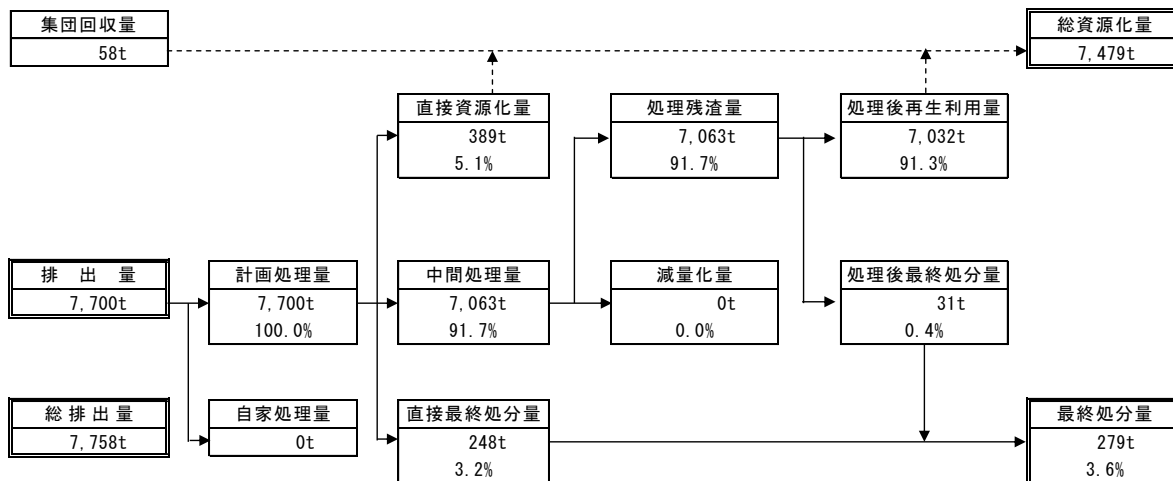 集団回収量
58t
総資源化量
7,479t
直接資源化量
389t
5.1%
処理残渣量
7,063t
91.7%
処理後再生利用量
7,032t
91.3%
排 出 量
7,700t
計画処理量
7,700t
100.0%
中間処理量
7,063t
91.7%
減量化量
0t
0.0%
処理後最終処分量
31t
0.4%
総排出量
7,758t
自家処理量
0t
直接最終処分量
248t
3.2%
最終処分量
279t
3.6%